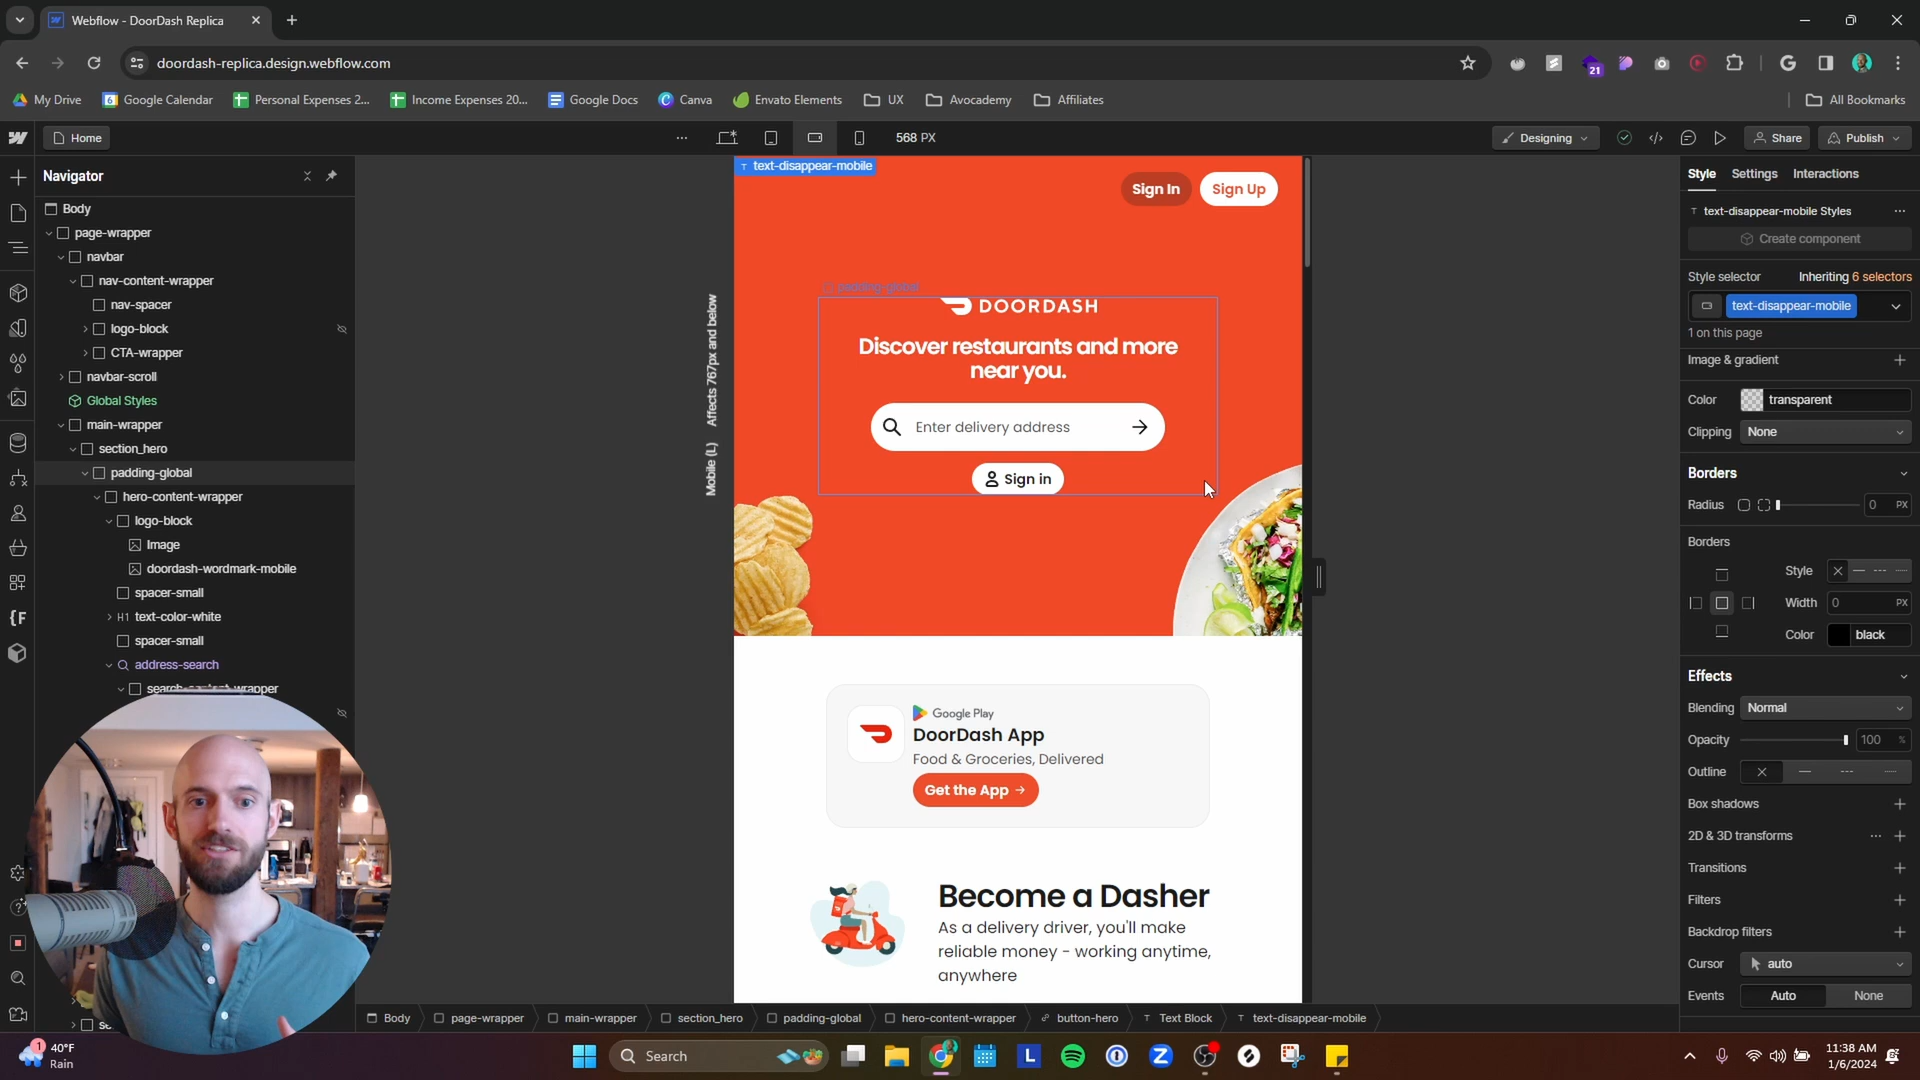 Webflow - DoorDash Replica
doordash-replica.design.webflow.com
21
My Drive
Google Calendar
Personal Expenses 2...
Income Expenses 20...
Google Docs
Canva
Envato Elements
UX
Avocademy
Affiliates
All Bookmarks
Home
568 PX
Designing
Share
Publish
Navigator
Body
page-wrapper
navbar
nav-content-wrapper
nav-spacer
logo-block
CTA-wrapper
navbar-scroll
Global Styles
main-wrapper
section_hero
padding-global
hero-content-wrapper
logo-block
Image
doordash-wordmark-mobile
spacer-small
H1 text-color-white
spacer-small
address-search
search-content-wrapper
Mobile (L) Affects 767px and below
text-disappear-mobile
Sign In
Sign Up
padding-global
DOORDASH
Discover restaurants and more
near you.
Enter delivery address
Sign in
Google Play
DoorDash App
Food & Groceries, Delivered
Get the App
Become a Dasher
As a delivery driver, you'll make
reliable money - working anytime,
anywhere
Style
Settings
Interactions
text-disappear-mobile Styles
Create component
Style selector
Inheriting 6 selectors
text-disappear-mobile
1 on this page
Image & gradient
Color
transparent
Clipping
None
Borders
Radius
0
PX
Borders
Style
Width
0
PX
Color
black
Effects
Blending
Normal
Opacity
100
%
Outline
Box shadows
2D & 3D transforms
Transitions
Filters
Backdrop filters
Cursor
auto
Events
Auto
None
Body
page-wrapper
main-wrapper
section_hero
padding-global
hero-content-wrapper
button-hero
Text Block
text-disappear-mobile
1
40°F
Rain
Search
L
11:38 AM
1/6/2024